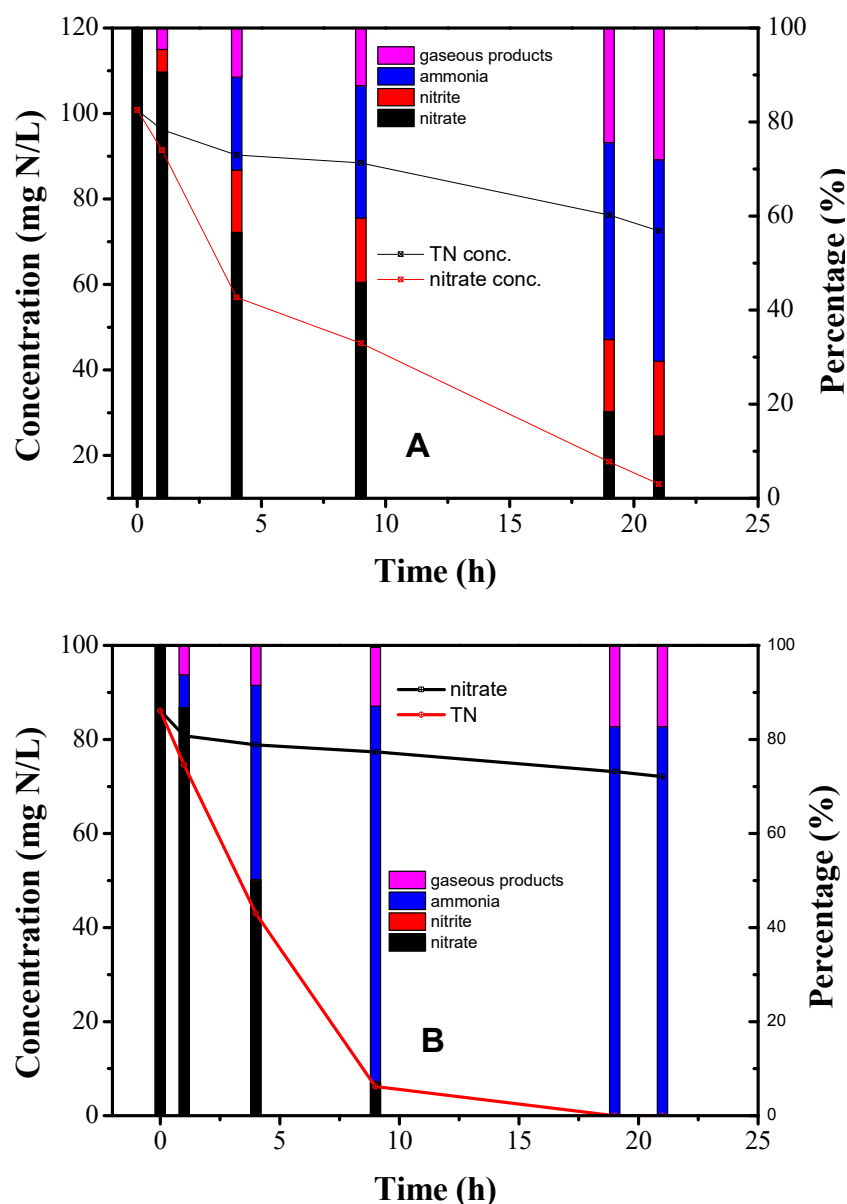 120
100
80
60
40
20
Concentration (mg N/L)
gaseous products
ammonia
nitrite
nitrate
TN conc.
nitrate conc.
A
100
80
60
40
20
0
Percentage (%)
0 5 10 15 20 25
Time (h)
100
80
60
40
20
0
Concentration (mg N/L)
nitrate
TN
gaseous products
ammonia
nitrite
nitrate
B
100
80
60
40
20
0
Percentage (%)
0 5 10 15 20 25
Time (h)